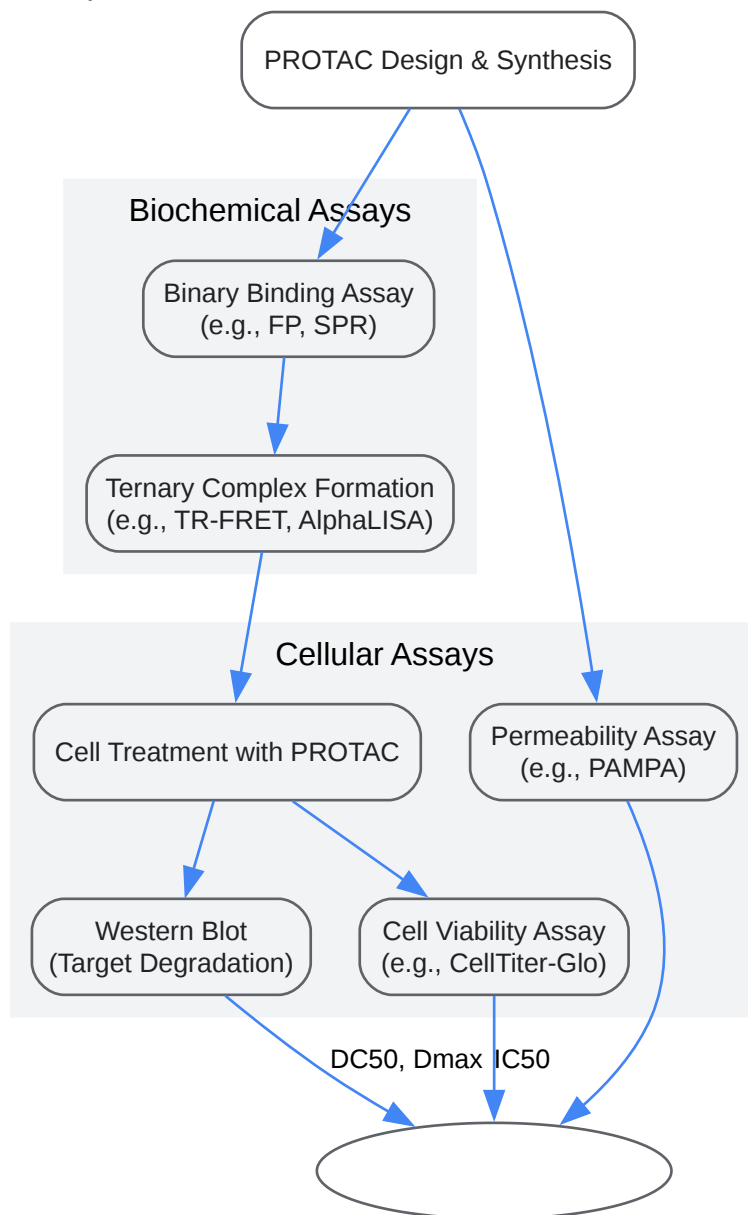 PROTAC Design & Synthesis
Biochemical Assays
Binary Binding Assay
(e.g., FP, SPR)
Ternary Complex Formation
(e.g., TR-FRET, AlphaLISA)
Cellular Assays
Cell Treatment with PROTAC
Permeability Assay
(e.g., PAMPA)
Western Blot
(Target Degradation)
Cell Viability Assay
(e.g., CellTiter-Glo)
DC50, Dmax
IC50